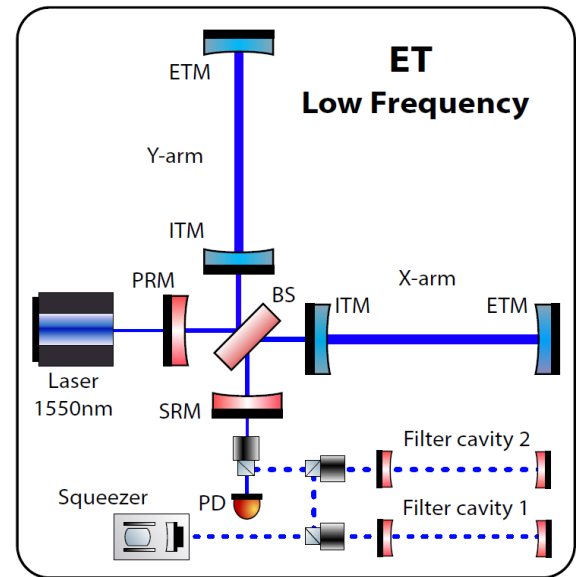 ET
Low Frequency
ETM
Y-arm
ITM
PRM
BS
ITM
X-arm
ETM
Laser
1550nm
SRM
Filter cavity 2
Squeezer
PD
Filter cavity 1